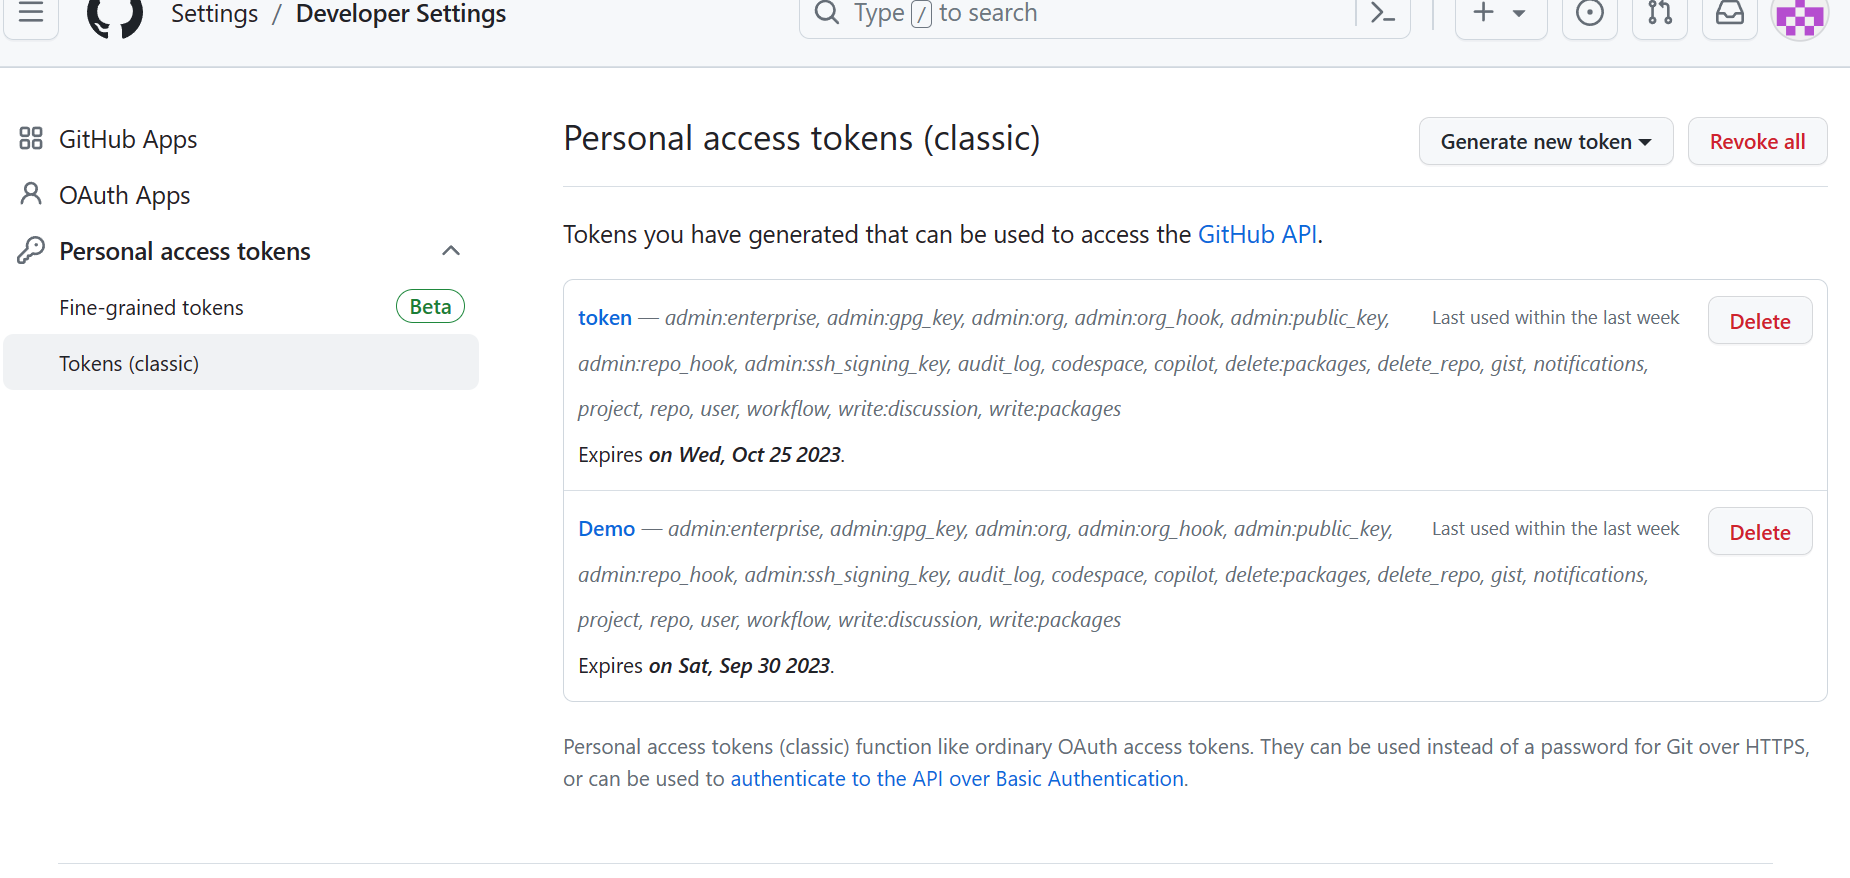 Settings / Developer Settings
Type / to search
GitHub Apps
OAuth Apps
Personal access tokens
Fine-grained tokens Beta
Tokens (classic)
Personal access tokens (classic)
Generate new token
Revoke all
Tokens you have generated that can be used to access the GitHub API.
token — admin:enterprise, admin:gpg_key, admin:org, admin:org_hook, admin:public_key,
Last used within the last week
Delete
admin:repo_hook, admin:ssh_signing_key, audit_log, codespace, copilot, delete:packages, delete_repo, gist, notifications,
project, repo, user, workflow, write:discussion, write:packages
Expires on Wed, Oct 25 2023.
Demo — admin:enterprise, admin:gpg_key, admin:org, admin:org_hook, admin:public_key,
Last used within the last week
Delete
admin:repo_hook, admin:ssh_signing_key, audit_log, codespace, copilot, delete:packages, delete_repo, gist, notifications,
project, repo, user, workflow, write:discussion, write:packages
Expires on Sat, Sep 30 2023.
Personal access tokens (classic) function like ordinary OAuth access tokens. They can be used instead of a password for Git over HTTPS,
or can be used to authenticate to the API over Basic Authentication.